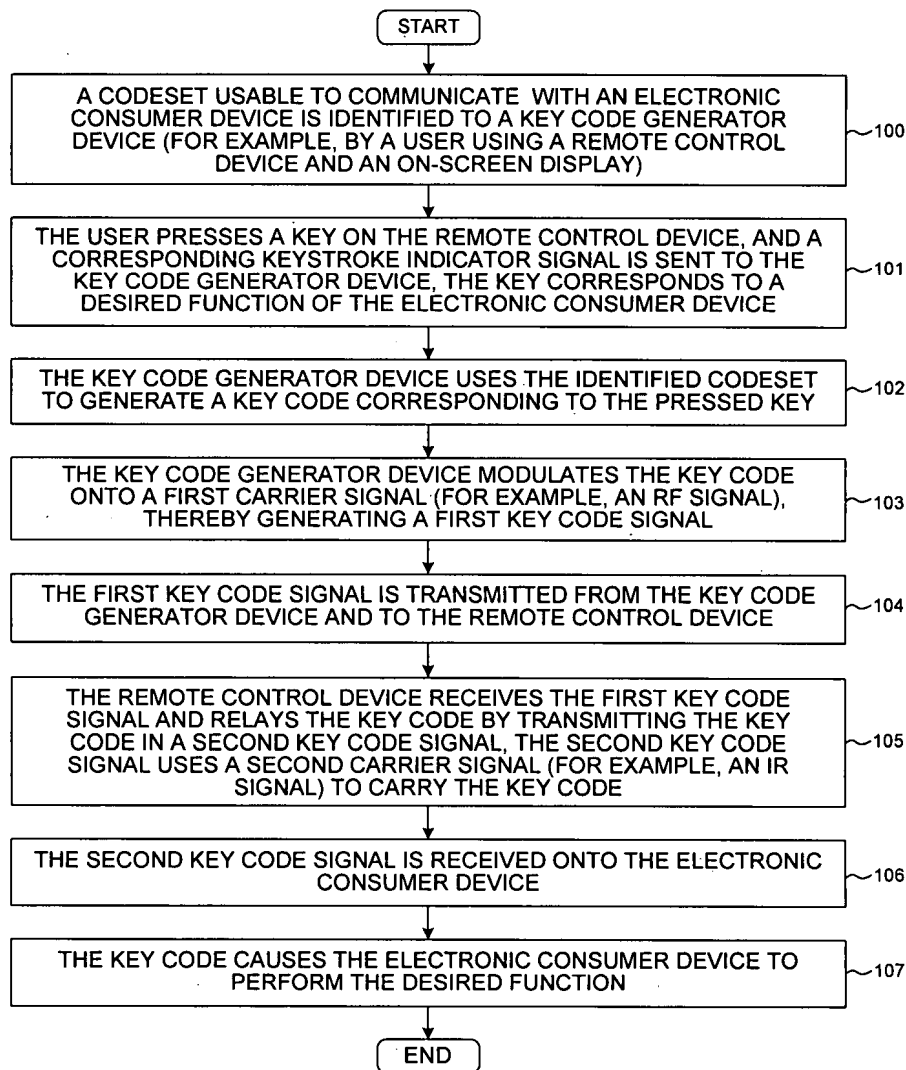 START
A CODESET USABLE TO COMMUNICATE WITH AN ELECTRONIC
CONSUMER DEVICE IS IDENTIFIED TO A KEY CODE GENERATOR
DEVICE (FOR EXAMPLE, BY A USER USING A REMOTE CONTROL
DEVICE AND AN ON-SCREEN DISPLAY)
100
THE USER PRESSES A KEY ON THE REMOTE CONTROL DEVICE, AND A
CORRESPONDING KEYSTROKE INDICATOR SIGNAL IS SENT TO THE
KEY CODE GENERATOR DEVICE, THE KEY CORRESPONDS TO A
DESIRED FUNCTION OF THE ELECTRONIC CONSUMER DEVICE
101
THE KEY CODE GENERATOR DEVICE USES THE IDENTIFIED CODESET
TO GENERATE A KEY CODE CORRESPONDING TO THE PRESSED KEY
102
THE KEY CODE GENERATOR DEVICE MODULATES THE KEY CODE
ONTO A FIRST CARRIER SIGNAL (FOR EXAMPLE, AN RF SIGNAL),
THEREBY GENERATING A FIRST KEY CODE SIGNAL
103
THE FIRST KEY CODE SIGNAL IS TRANSMITTED FROM THE KEY CODE
GENERATOR DEVICE AND TO THE REMOTE CONTROL DEVICE
104
THE REMOTE CONTROL DEVICE RECEIVES THE FIRST KEY CODE
SIGNAL AND RELAYS THE KEY CODE BY TRANSMITTING THE KEY
CODE IN A SECOND KEY CODE SIGNAL, THE SECOND KEY CODE
SIGNAL USES A SECOND CARRIER SIGNAL (FOR EXAMPLE, AN IR
SIGNAL) TO CARRY THE KEY CODE
105
THE SECOND KEY CODE SIGNAL IS RECEIVED ONTO THE ELECTRONIC
CONSUMER DEVICE
106
THE KEY CODE CAUSES THE ELECTRONIC CONSUMER DEVICE TO
PERFORM THE DESIRED FUNCTION
107
END